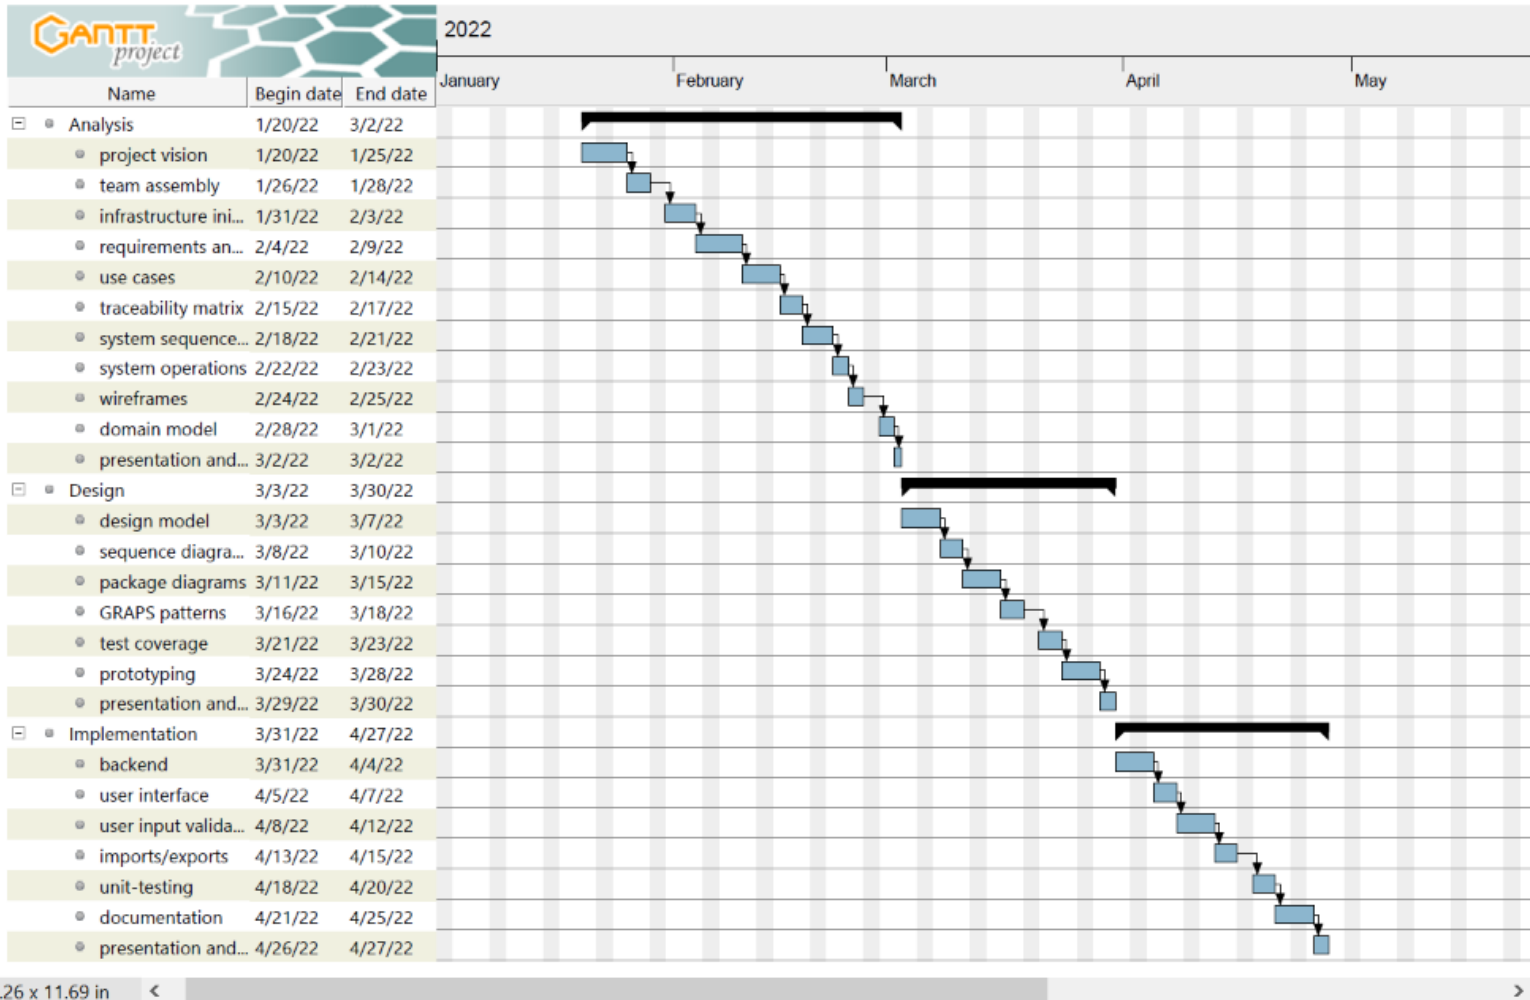 GANTT
project
2022
January February March April May
Name Begin date End date
Analysis 1/20/22 3/2/22
project vision 1/20/22 1/25/22
team assembly 1/26/22 1/28/22
infrastructure ini... 1/31/22 2/3/22
requirements an... 2/4/22 2/9/22
use cases 2/10/22 2/14/22
traceability matrix 2/15/22 2/17/22
system sequence... 2/18/22 2/21/22
system operations 2/22/22 2/23/22
wireframes 2/24/22 2/25/22
domain model 2/28/22 3/1/22
presentation and... 3/2/22 3/2/22
Design 3/3/22 3/30/22
design model 3/3/22 3/7/22
sequence diagra... 3/8/22 3/10/22
package diagrams 3/11/22 3/15/22
GRAPS patterns 3/16/22 3/18/22
test coverage 3/21/22 3/23/22
prototyping 3/24/22 3/28/22
presentation and... 3/29/22 3/30/22
Implementation 3/31/22 4/27/22
backend 3/31/22 4/4/22
user interface 4/5/22 4/7/22
user input valida... 4/8/22 4/12/22
imports/exports 4/13/22 4/15/22
unit-testing 4/18/22 4/20/22
documentation 4/21/22 4/25/22
presentation and... 4/26/22 4/27/22
.26 x 11.69 in